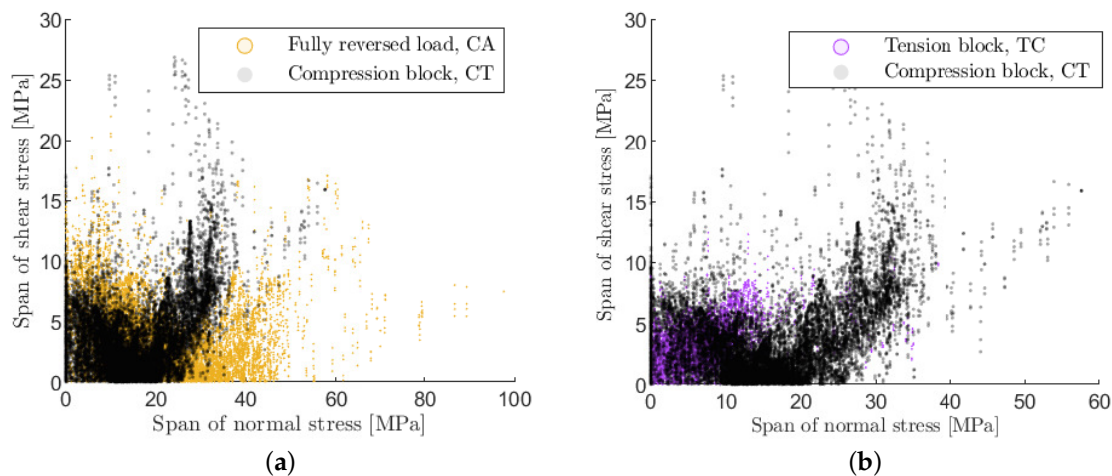 30
25
20
15
10
5
0
Span of shear stress [MPa]
Fully reversed load, CA
Compression block, CT
0 20 40 60 80 100
Span of normal stress [MPa]
(a)
30
25
20
15
10
5
0
Span of shear stress [MPa]
Tension block, TC
Compression block, CT
0 10 20 30 40 50 60
Span of normal stress [MPa]
(b)